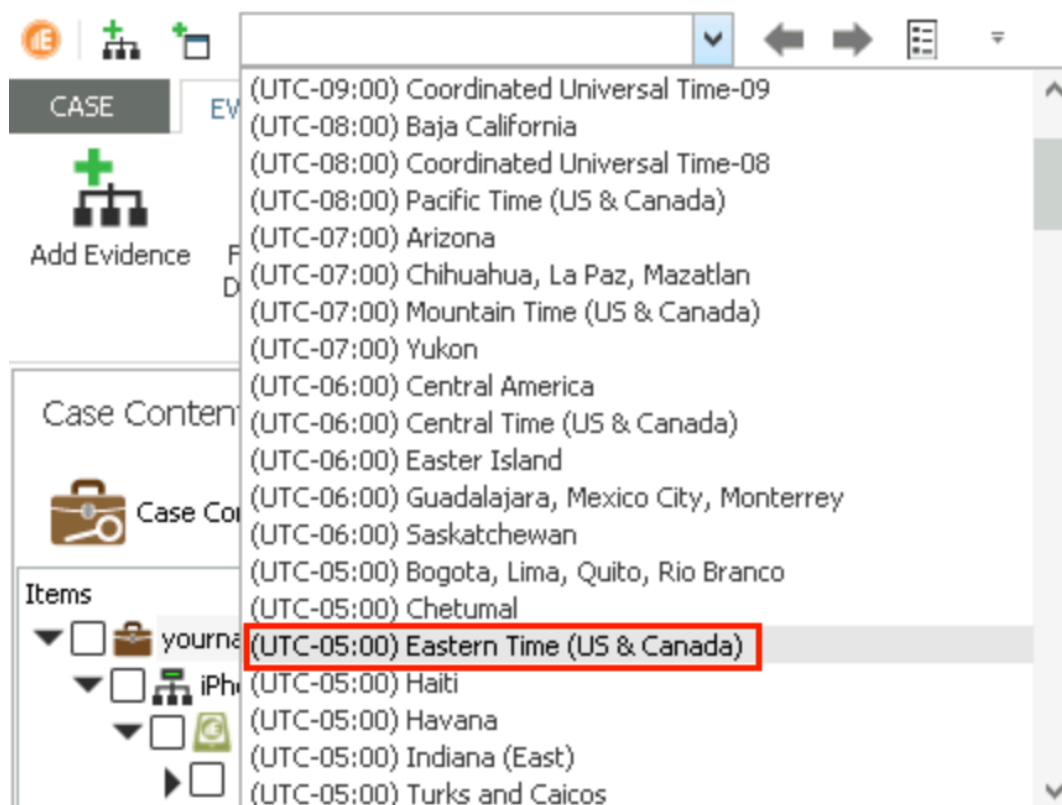 (UTC-09:00) Coordinated Universal Time-09
CASE
EV
(UTC-08:00) Baja California
(UTC-08:00) Coordinated Universal Time-08
(UTC-08:00) Pacific Time (US & Canada)
(UTC-07:00) Arizona
Add Evidence
F
(UTC-07:00) Chihuahua, La Paz, Mazatlan
D
(UTC-07:00) Mountain Time (US & Canada)
(UTC-07:00) Yukon
(UTC-06:00) Central America
Case Conten
(UTC-06:00) Central Time (US & Canada)
(UTC-06:00) Easter Island
(UTC-06:00) Guadalajara, Mexico City, Monterrey
Case Co
(UTC-06:00) Saskatchewan
(UTC-05:00) Bogota, Lima, Quito, Rio Branco
Items
(UTC-05:00) Chetumal
yourna
(UTC-05:00) Eastern Time (US & Canada)
iPh
(UTC-05:00) Haiti
(UTC-05:00) Havana
(UTC-05:00) Indiana (East)
(UTC-05:00) Turks and Caicos